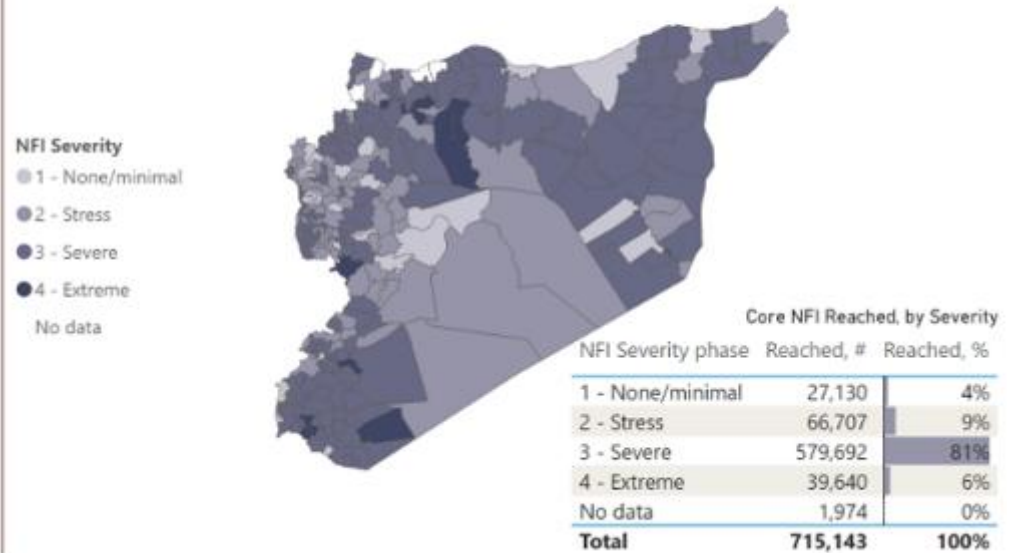 NFI Severity
1 - None/minimal
2 - Stress
3 - Severe
4 - Extreme
No data
Core NFI Reached, by Severity
NFI Severity phase Reached, # Reached, %
1 - None/minimal 27,130 4%
2 - Stress 66,707 9%
3 - Severe 579,692 81%
4 - Extreme 39,640 6%
No data 1,974 0%
Total 715,143 100%